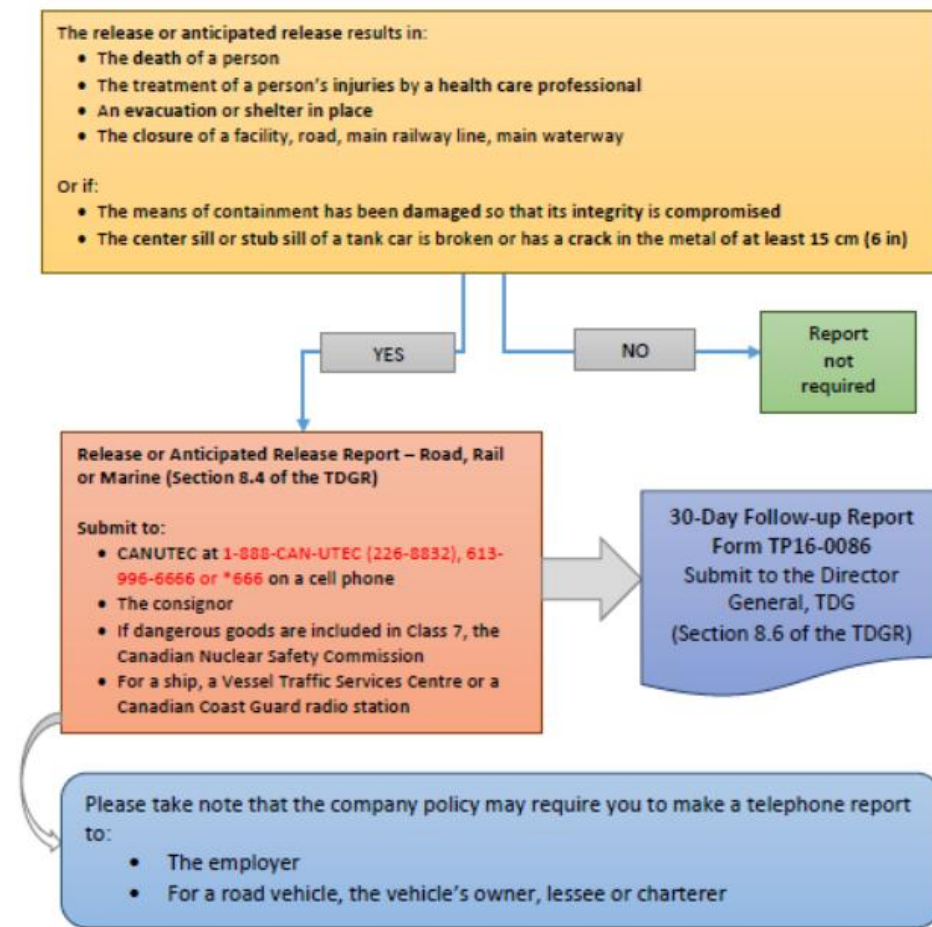 The release or anticipated release results in:
• The death of a person
• The treatment of a person's injuries by a health care professional
• An evacuation or shelter in place
• The closure of a facility, road, main railway line, main waterway
Or if:
• The means of containment has been damaged so that its integrity is compromised
• The center sill or stub sill of a tank car is broken or has a crack in the metal of at least 15 cm (6 in)
YES
NO
Report
not
required
Release or Anticipated Release Report – Road, Rail
or Marine (Section 8.4 of the TDGR)
Submit to:
• CANUTEC at 1-888-CAN-UTEC (226-8832), 613-
996-6666 or *666 on a cell phone
• The consignor
• If dangerous goods are included in Class 7, the
Canadian Nuclear Safety Commission
• For a ship, a Vessel Traffic Services Centre or a
Canadian Coast Guard radio station
30-Day Follow-up Report
Form TP16-0086
Submit to the Director
General, TDG
(Section 8.6 of the TDGR)
Please take note that the company policy may require you to make a telephone report
to:
• The employer
• For a road vehicle, the vehicle's owner, lessee or charterer